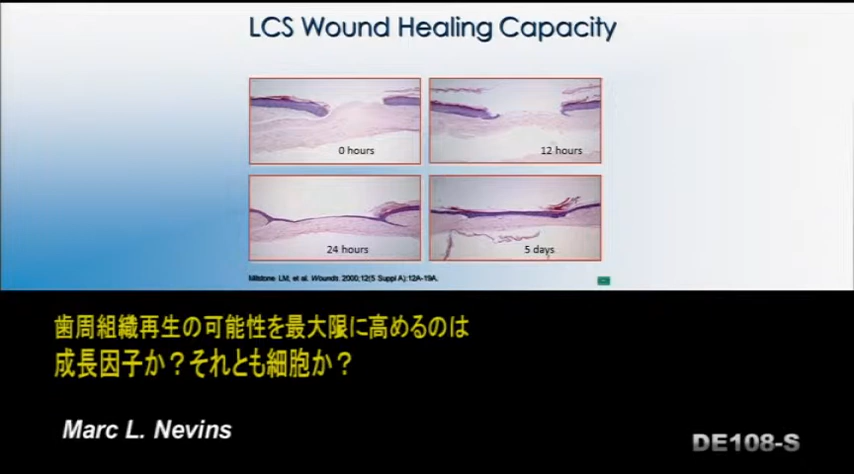 LCS Wound Healing Capacity
0 hours
12 hours
24 hours
5 days
Millstone LM, et al. Wounds. 2000;12(5 Suppl A):12A-19A.
歯周組織再生の可能性を最大限に高めるのは
成長因子か？それとも細胞か？
Marc L. Nevins
DE108-S